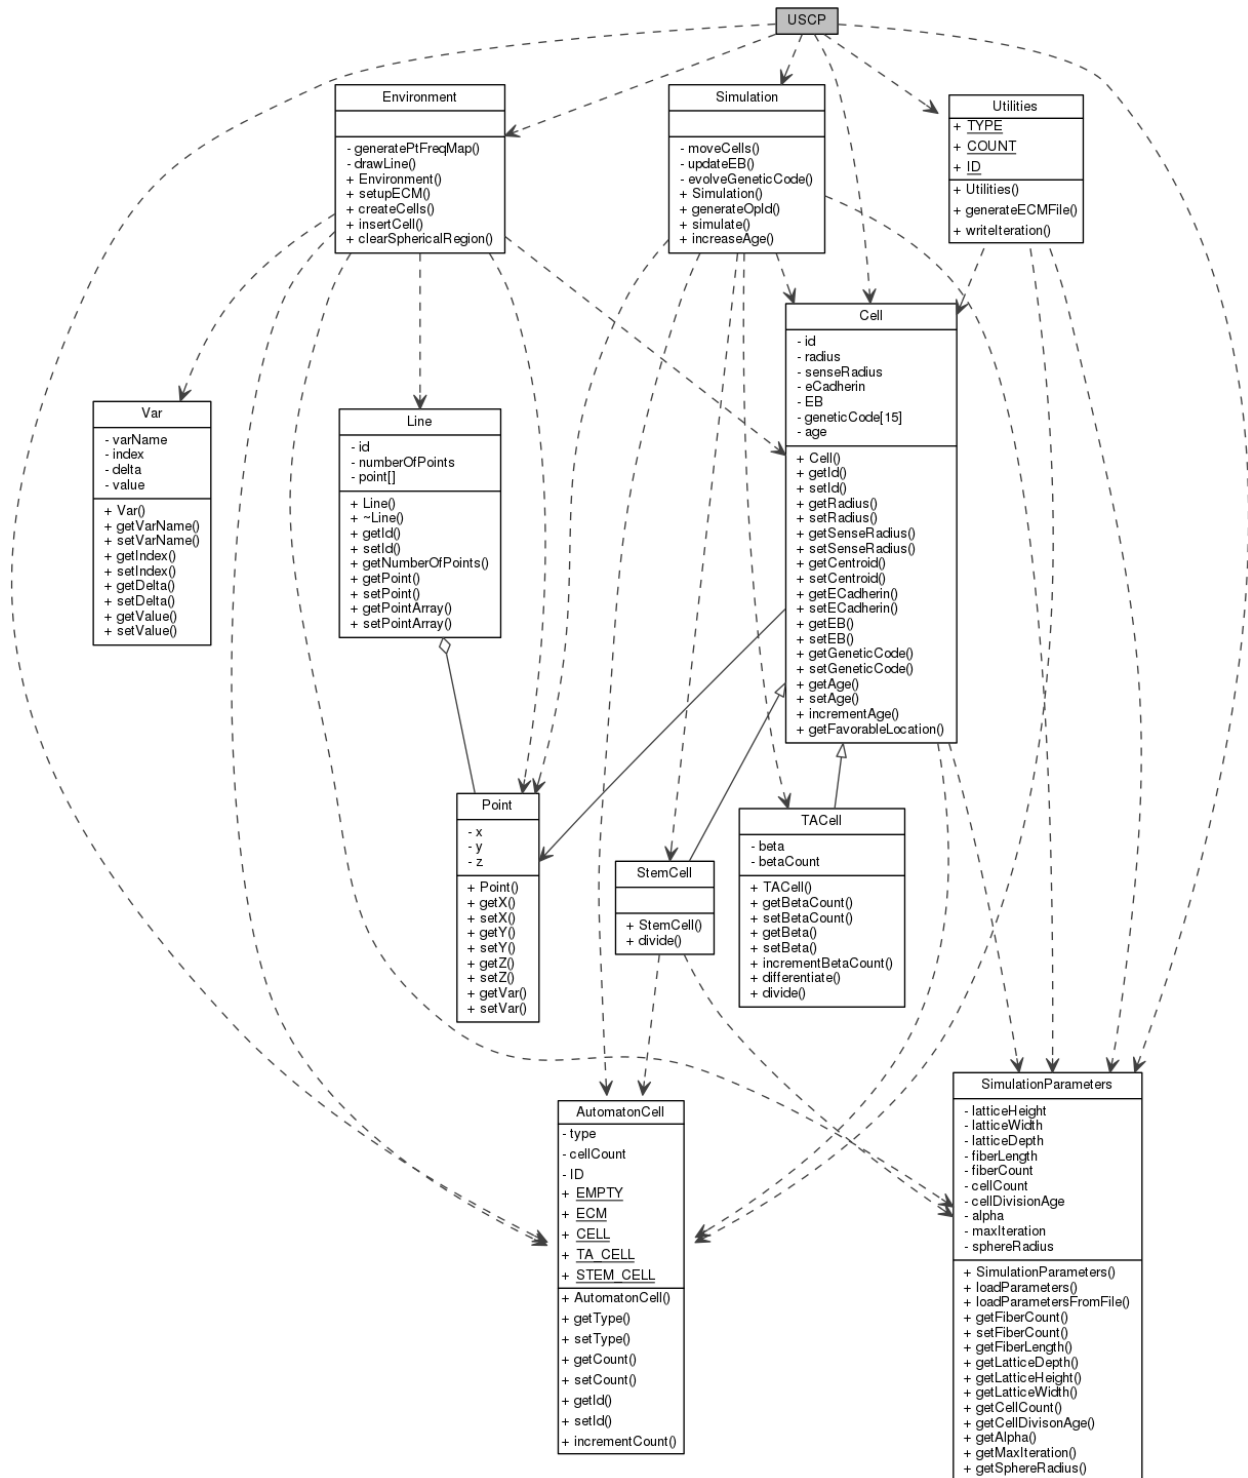 USCP
Environment
- generatePtFreqMap()
- drawLine()
+ Environment()
+ setupECM()
+ createCells()
+ insertCell()
+ clearSphericalRegion()
Simulation
- moveCells()
- updateEB()
- evolveGeneticCode()
+ Simulation()
+ generateOpId()
+ simulate()
+ increaseAge()
Utilities
+ TYPE
+ COUNT
+ ID
+ Utilities()
+ generateECMFile()
+ writeIteration()
Cell
- id
- radius
- senseRadius
- eCadherin
- EB
- geneticCode[15]
- age
+ Cell()
+ getId()
+ setId()
+ getRadius()
+ setRadius()
+ getSenseRadius()
+ setSenseRadius()
+ getCentroid()
+ setCentroid()
+ getECadherin()
+ setECadherin()
+ getEB()
+ setEB()
+ getGeneticCode()
+ setGeneticCode()
+ getAge()
+ setAge()
+ incrementAge()
+ getFavorableLocation()
Var
- varName
- index
- delta
- value
+ Var()
+ getVarName()
+ setVarName()
+ getIndex()
+ setIndex()
+ getDelta()
+ setDelta()
+ getValue()
+ setValue()
Line
- id
- numberOfPoints
- point[]
+ Line()
+ ~Line()
+ getId()
+ setId()
+ getNumberOfPoints()
+ getPoint()
+ setPoint()
+ getPointArray()
+ setPointArray()
Point
- x
- y
- z
+ Point()
+ getX()
+ setX()
+ getY()
+ setY()
+ getZ()
+ setZ()
+ getVar()
+ setVar()
StemCell
+ StemCell()
+ divide()
TACell
- beta
- betaCount
+ TACell()
+ getBetaCount()
+ setBetaCount()
+ getBeta()
+ setBeta()
+ incrementBetaCount()
+ differentiate()
+ divide()
AutomatonCell
- type
- cellCount
- ID
+ EMPTY
+ ECM
+ CELL
+ TA_CELL
+ STEM_CELL
+ AutomatonCell()
+ getType()
+ setType()
+ getCount()
+ setCount()
+ getId()
+ setId()
+ incrementCount()
SimulationParameters
- latticeHeight
- latticeWidth
- latticeDepth
- fiberLength
- fiberCount
- cellCount
- cellDivisionAge
- alpha
- maxIteration
- sphereRadius
+ SimulationParameters()
+ loadParameters()
+ loadParametersFromFile()
+ getFiberCount()
+ setFiberCount()
+ getFiberLength()
+ getLatticeDepth()
+ getLatticeHeight()
+ getLatticeWidth()
+ getCellCount()
+ getCellDivisonAge()
+ getAlpha()
+ getMaxIteration()
+ getSphereRadius()